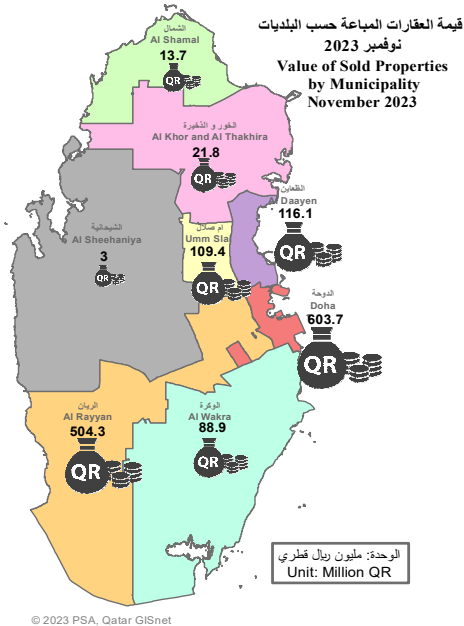 قيمة العقارات المباعة حسب البلديات
نوفمبر 2023
Value of Sold Properties
by Municipality
November 2023
الشمال
Al Shamal
13.7
QR
الخور و الذخيرة
Al Khor and Al Thakhira
21.8
QR
الظعاين
Al Daayen
116.1
QR
الشيحانية
Al Sheehaniya
3
QR
ام صلال
Umm Sla
109.4
QR
الدوحة
Doha
603.7
QR
الريان
Al Rayyan
504.3
QR
الوكرة
Al Wakra
88.9
QR
الوحدة: مليون ريال قطري
Unit: Million QR
© 2023 PSA, Qatar GISnet